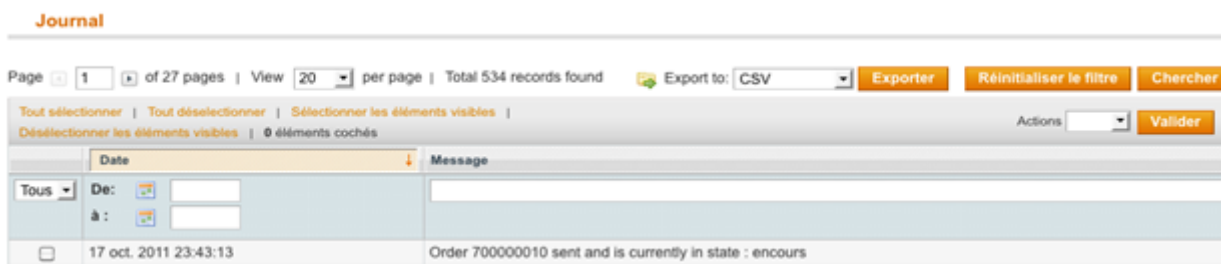 Journal
Page 1 of 27 pages | View 20 per page | Total 534 records found Export to: CSV Exporter Réinitialiser le filtre Chercher
Tout sélectionner | Tout déselectionner | Sélectionner les éléments visibles |
Désélectionner les éléments visibles | 0 éléments cochés Actions Valider
Date Message
Tous De:
à :
17 oct. 2011 23:43:13 Order 700000010 sent and is currently in state : encours